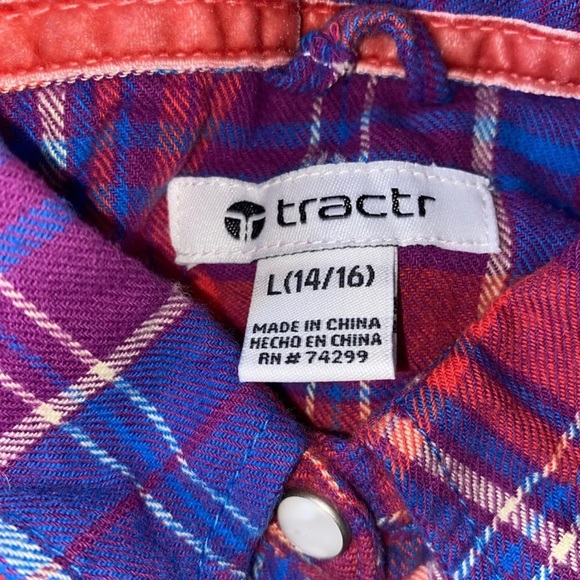 tractr
L(14/16)
MADE IN CHINA
HECHO EN CHINA
RN # 74299